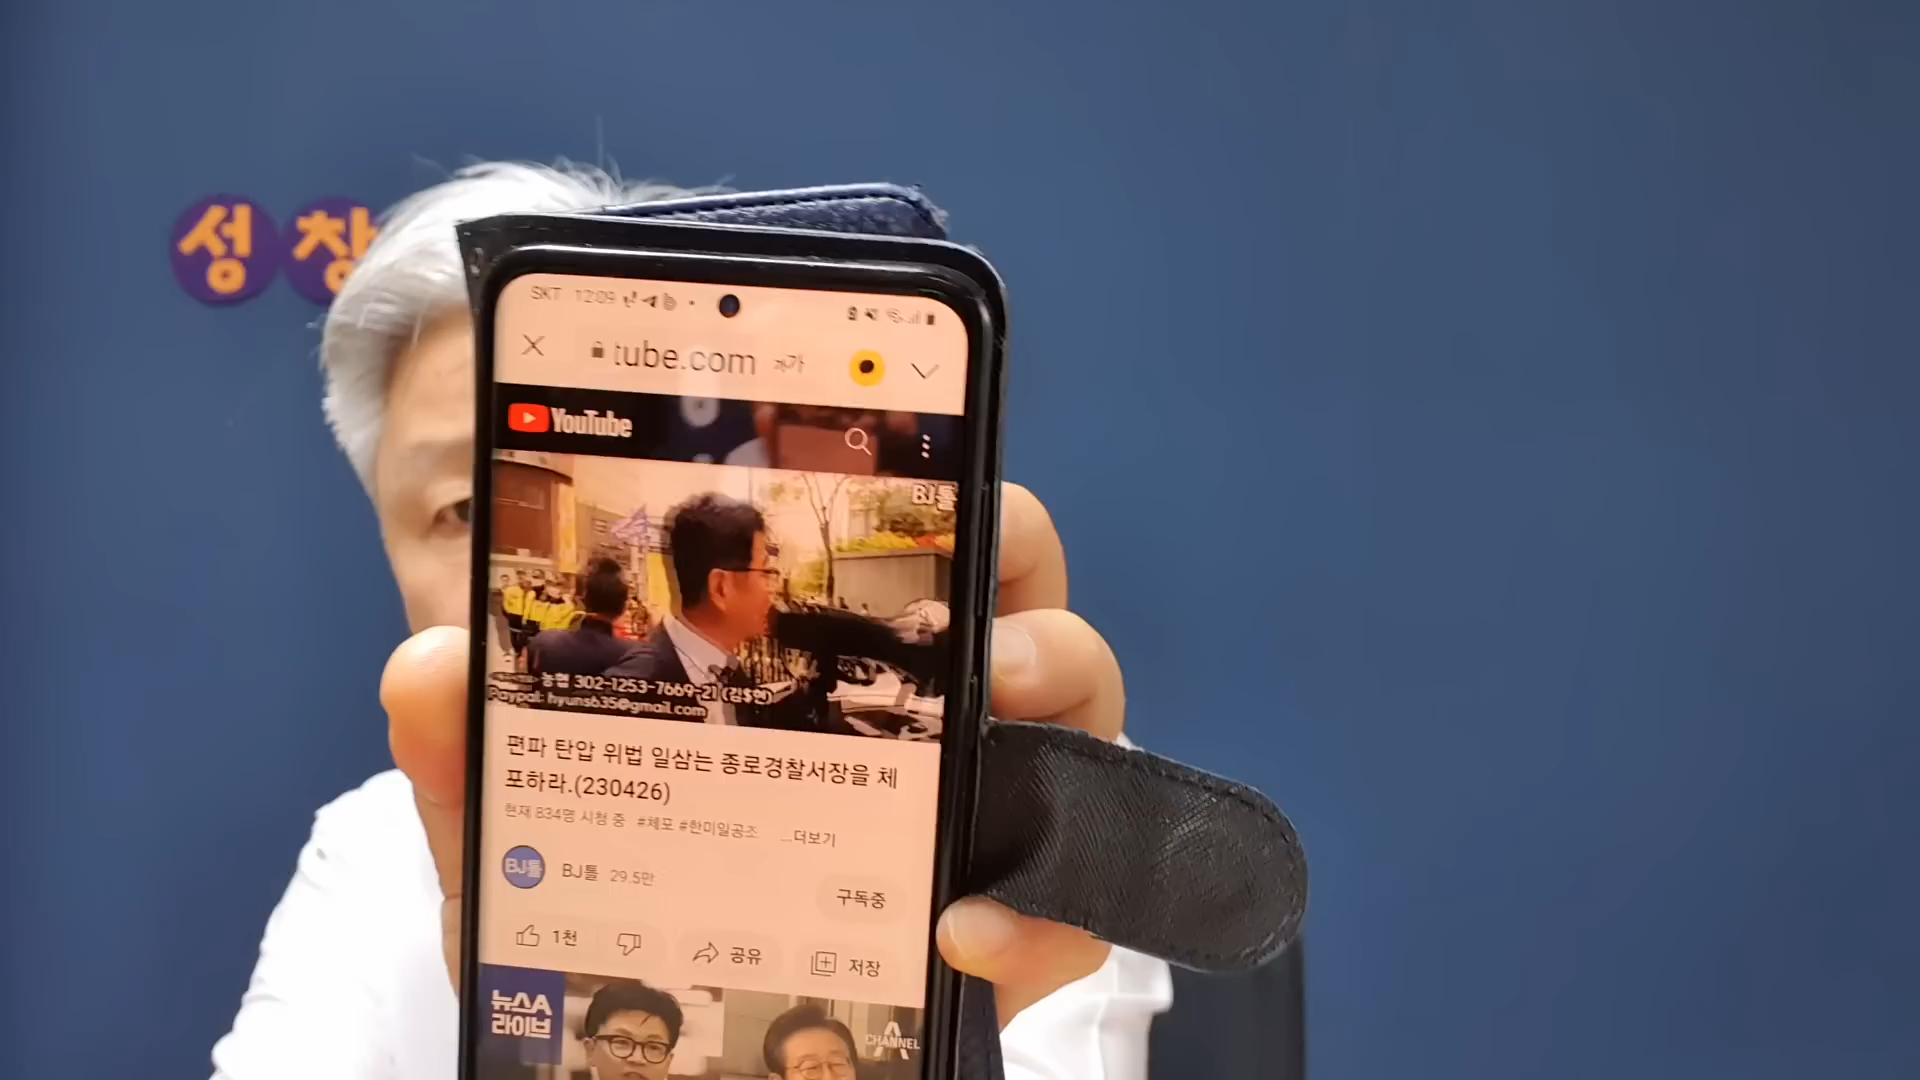 성창
SKT 12:09
tube.com
YouTube
BJ톨
농협 302-1253-7669-21 (김$현)
Paypal: hyuns635@gmail.com
편파 탄압 위법 일삼는 종로경찰서장을 체
포하라.(230426)
현재 834명 시청 중 #체포 #한미일공조 ...더보기
BJ톨
BJ톨 29.5만
구독중
1천
공유
저장
뉴스A
라이브
CHANNEL A